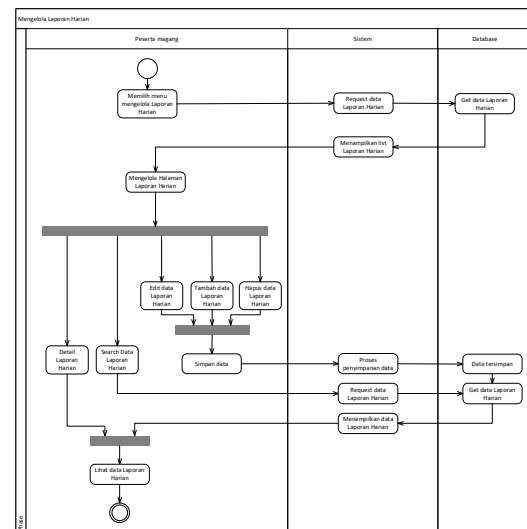 Mengelola Laporan Harian
Peserta magang
Sistem
Database
Memilih menu
mengelola Laporan
Harian
Request data
Laporan Harian
Get data Laporan
Harian
Menampilkan list
Laporan Harian
Mengelola Halaman
Laporan Harian
Edit data
Laporan
Harian
Tambah data
Laporan
Harian
Hapus data
Laporan
Harian
Detail
Laporan
Harian
Search Data
Laporan
Harian
Simpan data
Proses
penyimpanan data
Data tersimpan
Request data
Laporan Harian
Get data Laporan
Harian
Menampilkan data
Laporan Harian
Lihat data Laporan
Harian
Phase